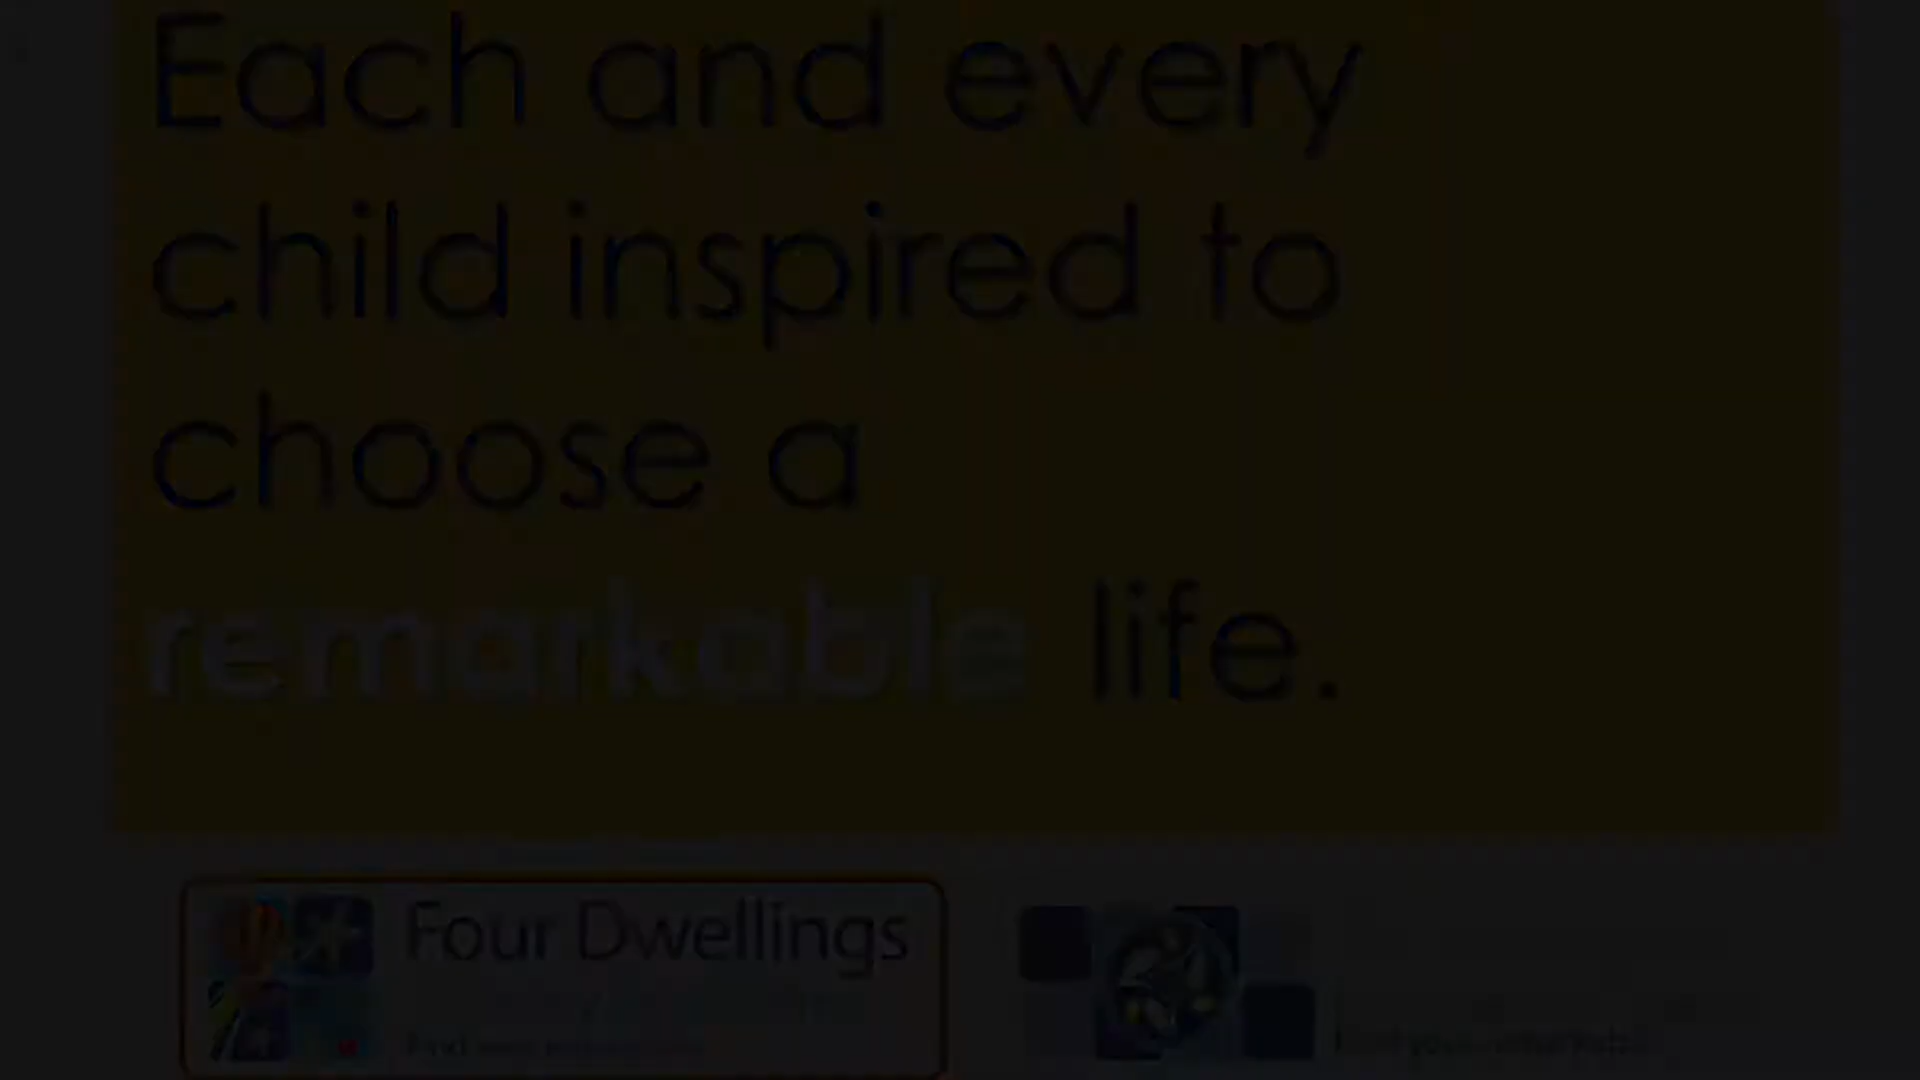 Each and every
child inspired to
choose a
remarkable life.
Four Dwellings